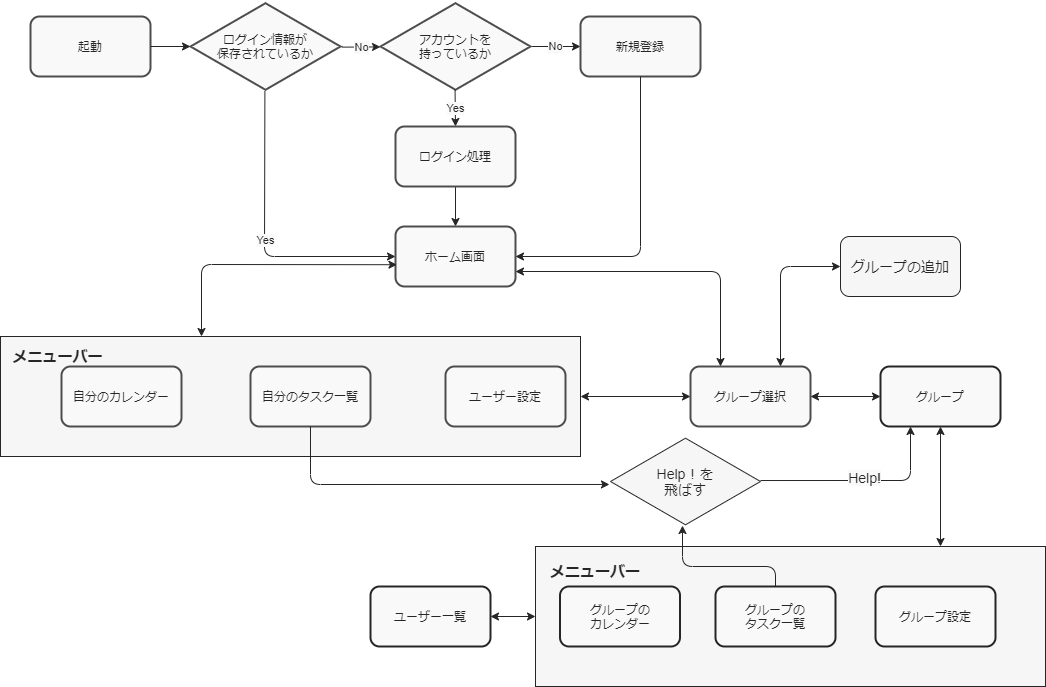 起動
ログイン情報が
保存されているか
No
アカウントを
持っているか
No
新規登録
Yes
ログイン処理
Yes
ホーム画面
グループの追加
メニューバー
自分のカレンダー
自分のタスク一覧
ユーザー設定
グループ選択
グループ
Help！を
飛ばす
Help!
メニューバー
ユーザー一覧
グループの
カレンダー
グループの
タスク一覧
グループ設定